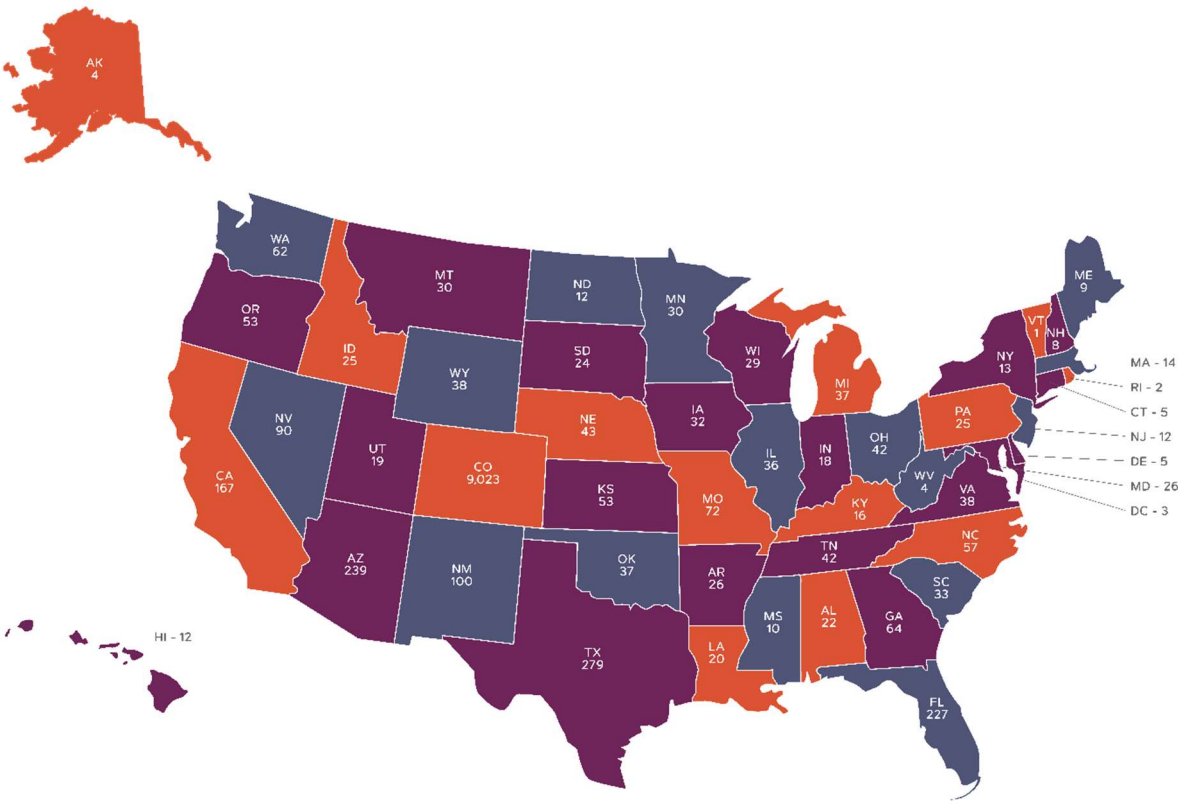 AK
4
WA
62
MT
30
ND
12
MN
30
ME
9
VT
1
NH
8
OR
53
ID
25
SD
24
WI
29
NY
13
MA - 14
WY
38
MI
37
RI - 2
CT - 5
NV
90
NE
43
IA
32
PA
25
NJ - 12
UT
19
CO
9,023
IL
36
IN
18
OH
42
DE - 5
CA
167
KS
53
MO
72
WV
4
VA
38
MD - 26
KY
16
DC - 3
AZ
239
NM
100
OK
37
AR
26
TN
42
NC
57
SC
33
MS
10
AL
22
GA
64
HI - 12
TX
279
LA
20
FL
227